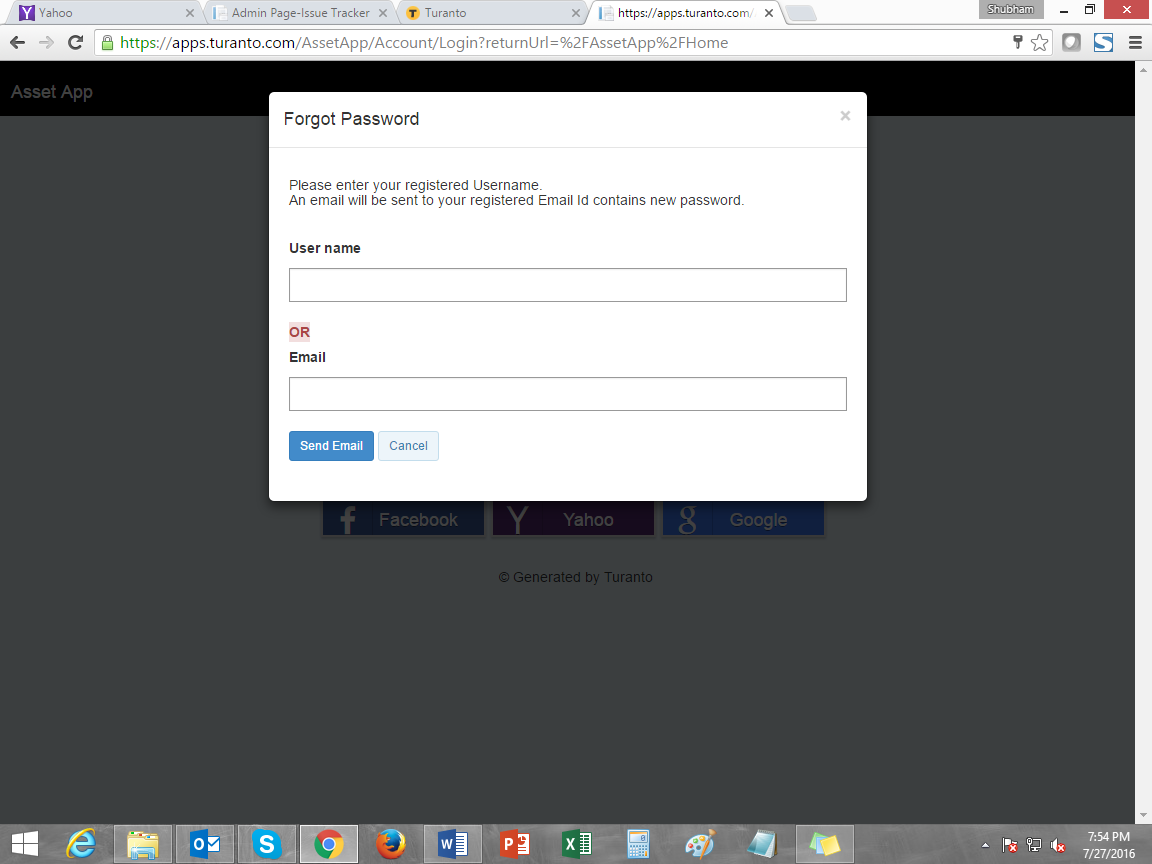 Yahoo
Admin Page-Issue Tracker
Turanto
https://apps.turanto.com/
Shubham
https://apps.turanto.com/AssetApp/Account/Login?returnUrl=%2FAssetApp%2FHome
Asset App
Forgot Password
×
Please enter your registered Username.
An email will be sent to your registered Email Id contains new password.
User name
OR
Email
Send Email
Cancel
Facebook
Yahoo
Google
© Generated by Turanto
7:54 PM
7/27/2016